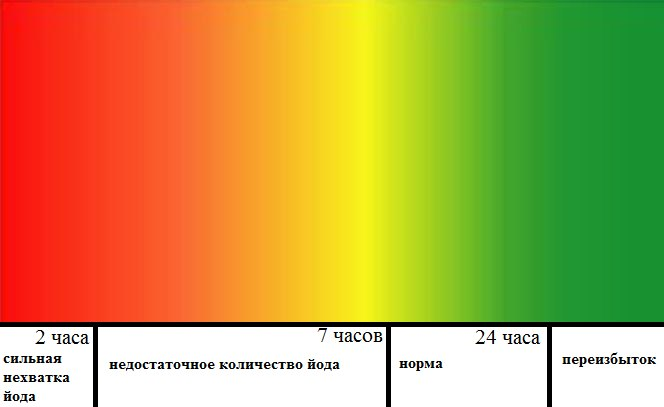 2 часа
7 часов
24 часа
сильная
нехватка
йода
недостаточное количество йода
норма
переизбыток